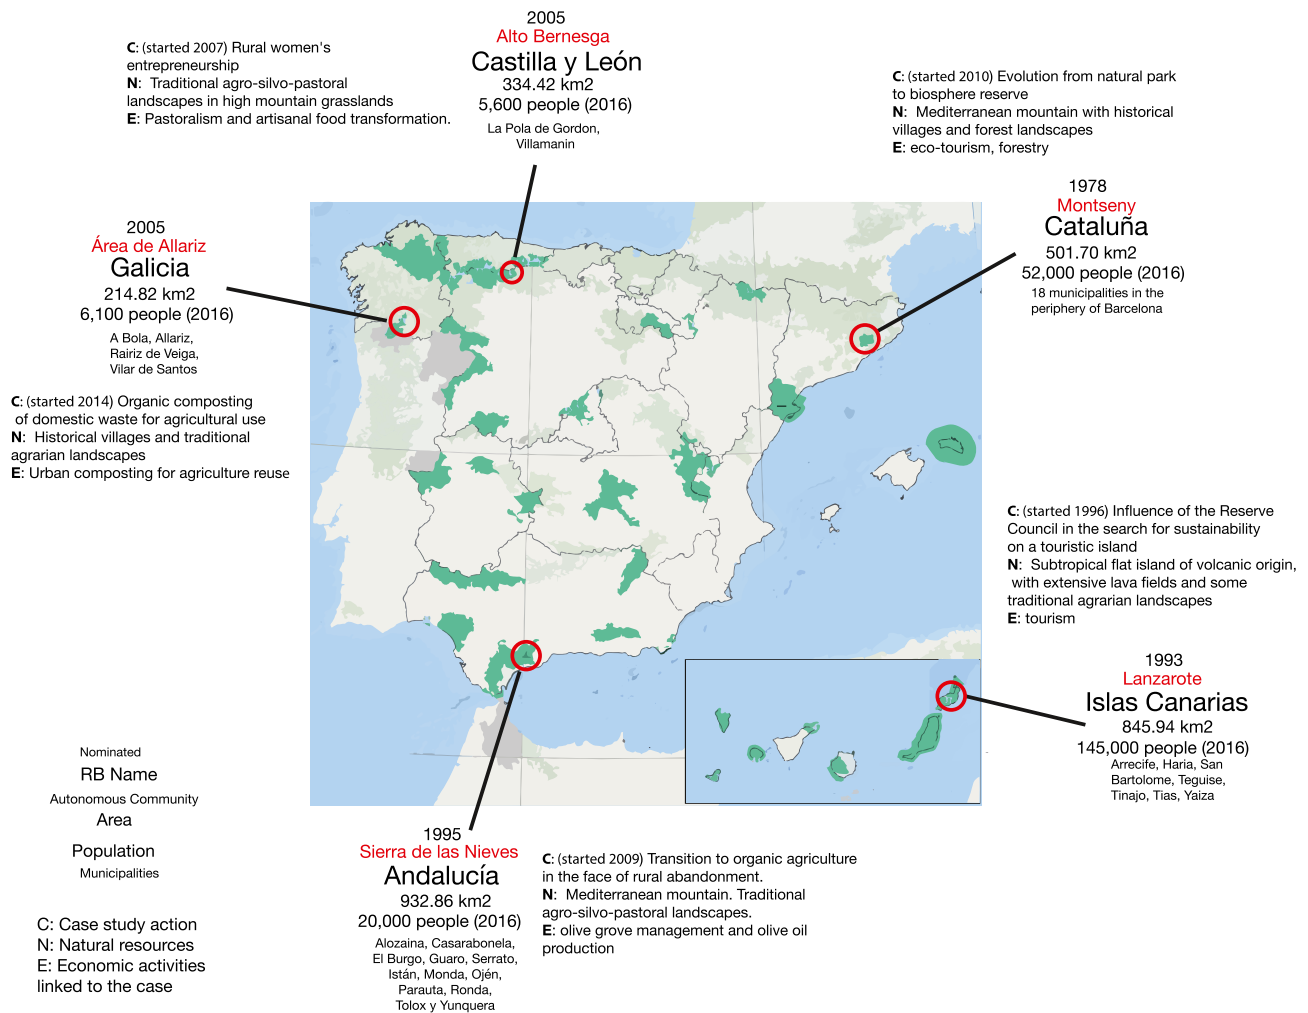 2005
Alto Bernesga
Castilla y León
334.42 km2
5,600 people (2016)
La Pola de Gordon,
Villamanin
C: (started 2007) Rural women's
entrepreneurship
N:  Traditional agro-silvo-pastoral
landscapes in high mountain grasslands
E: Pastoralism and artisanal food transformation.
C: (started 2010) Evolution from natural park
to biosphere reserve
N:  Mediterranean mountain with historical
villages and forest landscapes
E: eco-tourism, forestry
1978
Montseny
Cataluña
501.70 km2
52,000 people (2016)
18 municipalities in the
periphery of Barcelona
2005
Área de Allariz
Galicia
214.82 km2
6,100 people (2016)
A Bola, Allariz,
Rairiz de Veiga,
Vilar de Santos
C: (started 2014) Organic composting
of domestic waste for agricultural use
N:  Historical villages and traditional
agrarian landscapes
E: Urban composting for agriculture reuse
C: (started 1996) Influence of the Reserve
Council in the search for sustainability
on a touristic island
N:  Subtropical flat island of volcanic origin,
with extensive lava fields and some
traditional agrarian landscapes
E: tourism
1993
Lanzarote
Islas Canarias
845.94 km2
145,000 people (2016)
Arrecife, Haria, San
Bartolome, Teguise,
Tinajo, Tias, Yaiza
Nominated
RB Name
Autonomous Community
Area
Population
Municipalities
C: Case study action
N: Natural resources
E: Economic activities
linked to the case
1995
Sierra de las Nieves
Andalucía
932.86 km2
20,000 people (2016)
Alozaina, Casarabonela,
El Burgo, Guaro, Serrato,
Istán, Monda, Ojén,
Parauta, Ronda,
Tolox y Yunquera
C: (started 2009) Transition to organic agriculture
in the face of rural abandonment.
N:  Mediterranean mountain. Traditional
agro-silvo-pastoral landscapes.
E: olive grove management and olive oil
production